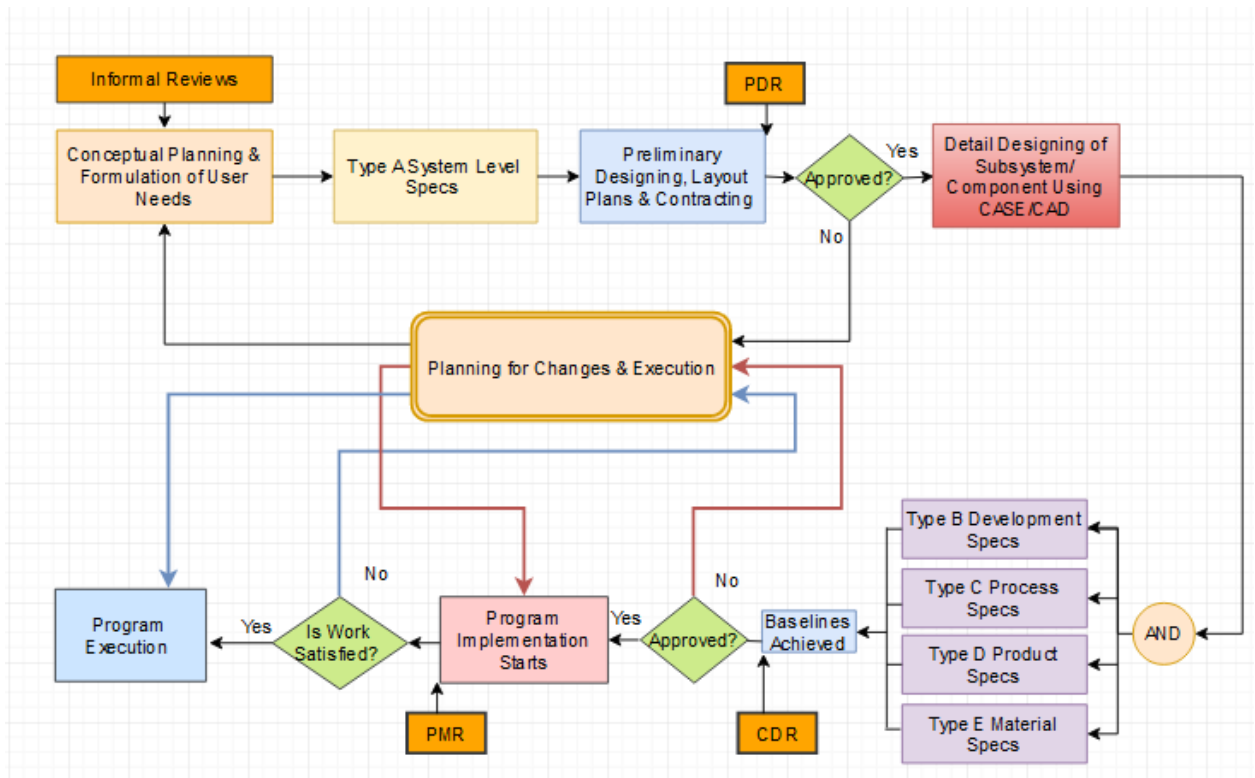 Informal Reviews
PDR
Conceptual Planning &
Formulation of User
Needs
Type A System Level
Specs
Preliminary
Designing, Layout
Plans & Contracting
Approved?
Yes
No
Detail Designing of
Subsystem/
Component Using
CASE/CAD
Planning for Changes & Execution
Type B Development
Specs
Type C Process
Specs
Type D Product
Specs
Type E Material
Specs
AND
Baselines
Achieved
CDR
Approved?
No
Yes
Program
Implementation
Starts
PMR
Is Work
Satisfied?
No
Yes
Program
Execution